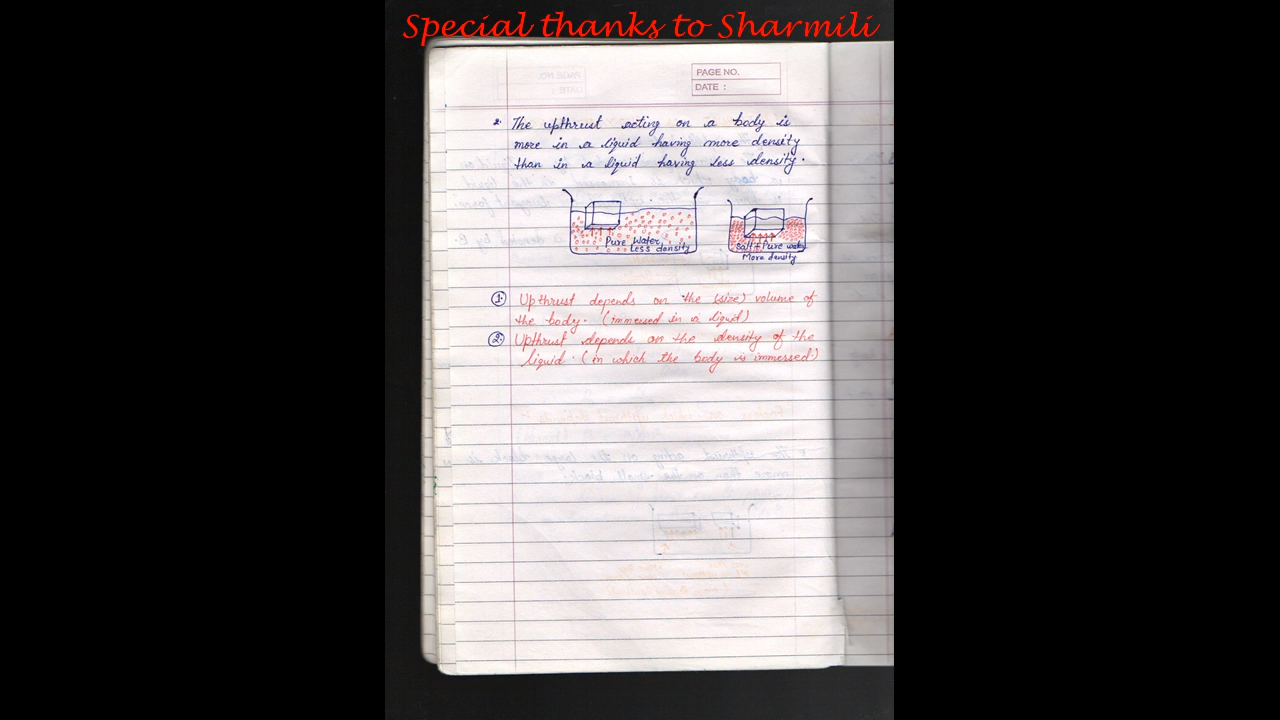 Special thanks to Sharmili
PAGE NO.
DATE :
2. The upthrust acting on a body is
more in a liquid having more density
than in a liquid having less density.
Pure Water,
Less density
Salt + Pure water
More density
1. Upthrust depends on the (size) volume of
the body. (immersed in a liquid)
2. Upthrust depends on the density of the
liquid. (in which the body is immersed.)